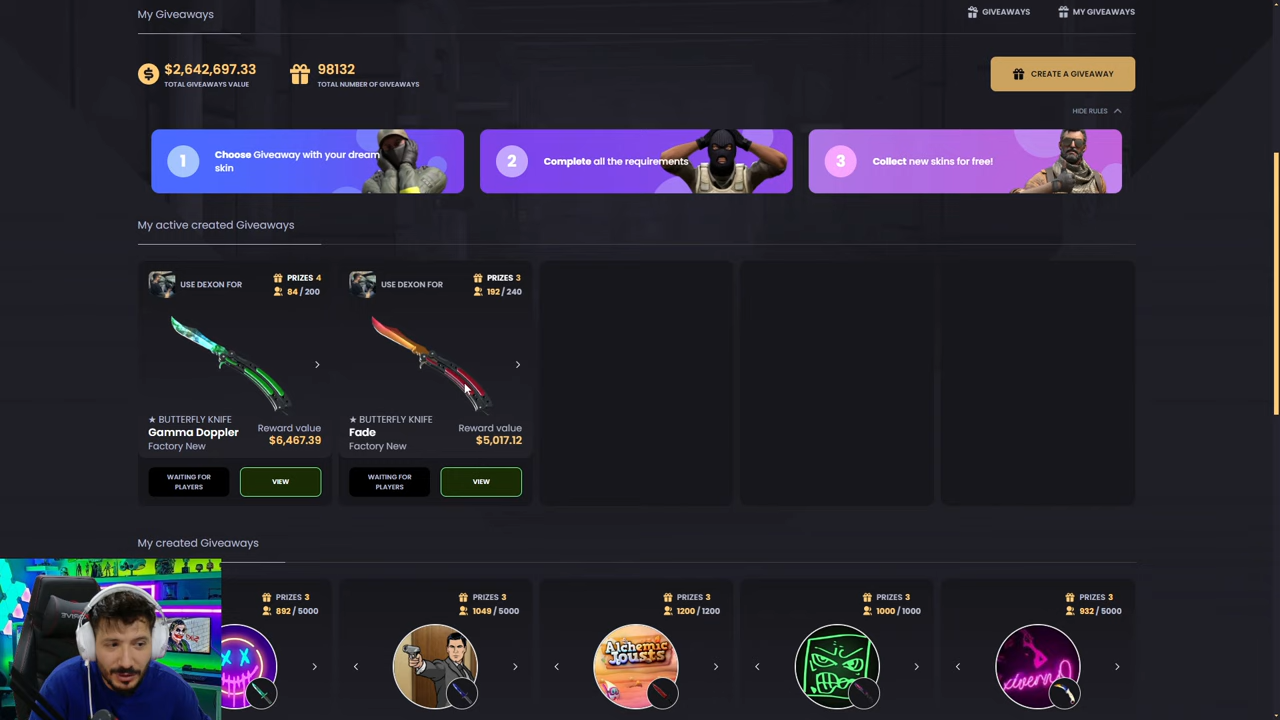 My Giveaways
GIVEAWAYS
MY GIVEAWAYS
$2,642,697.33
TOTAL GIVEAWAYS VALUE
98132
TOTAL NUMBER OF GIVEAWAYS
CREATE A GIVEAWAY
HIDE RULES
1
Choose Giveaway with your dream
skin
2
Complete all the requirements
3
Collect new skins for free!
My active created Giveaways
USE DEXON FOR
PRIZES 4
84 / 200
★ BUTTERFLY KNIFE
Gamma Doppler
Factory New
Reward value
$6,467.39
WAITING FOR
PLAYERS
VIEW
USE DEXON FOR
PRIZES 3
192 / 240
★ BUTTERFLY KNIFE
Fade
Factory New
Reward value
$5,017.12
WAITING FOR
PLAYERS
VIEW
My created Giveaways
PRIZES 3
892 / 5000
PRIZES 3
1049 / 5000
PRIZES 3
1200 / 1200
Alchemic
Jousts
PRIZES 3
1000 / 1000
PRIZES 3
932 / 5000